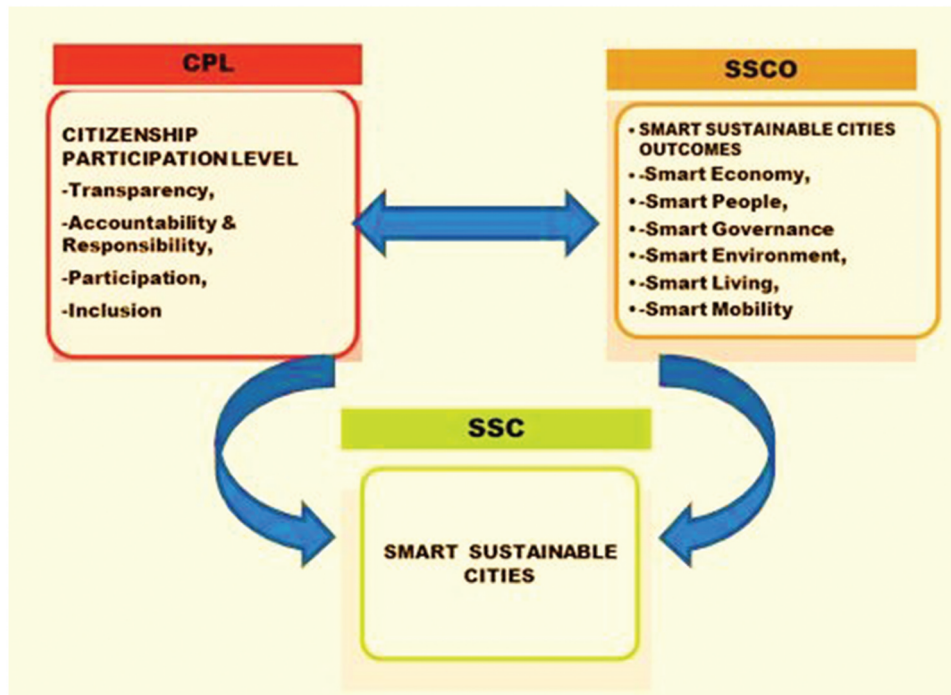 CPL
CITIZENSHIP
PARTICIPATION LEVEL
-Transparency,
-Accountability &
Responsibility,
-Participation,
-Inclusion
SSCO
• SMART SUSTAINABLE CITIES
OUTCOMES
• -Smart Economy,
• -Smart People,
• -Smart Governance
• -Smart Environment,
• -Smart Living,
• -Smart Mobility
SSC
SMART SUSTAINABLE
CITIES